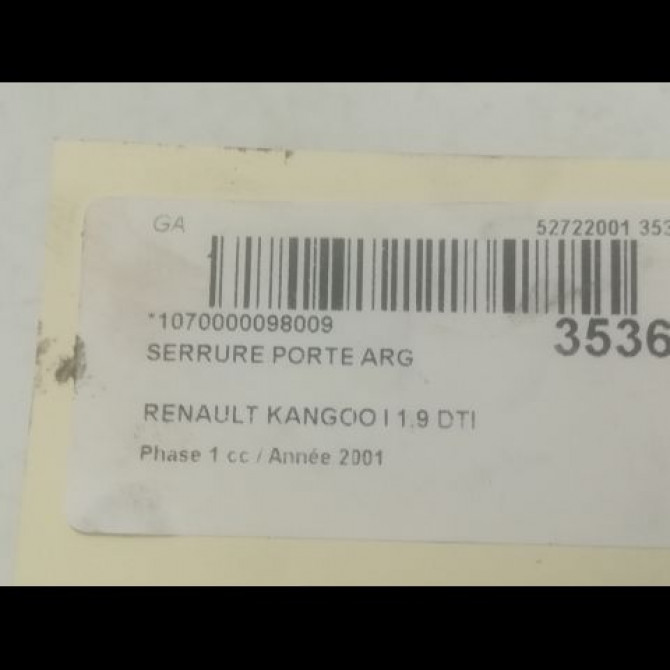 GA
52722001 353
*1070000098009
3536
SERRURE PORTE ARG
RENAULT KANGOO I 1.9 DTI
Phase 1 cc / Année 2001